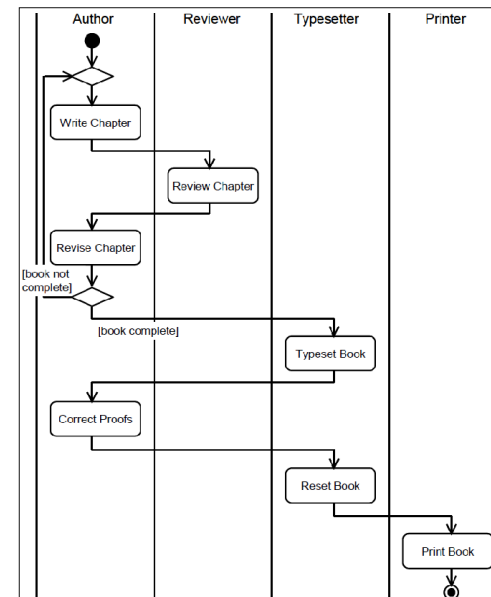 Author
Reviewer
Typesetter
Printer
Write Chapter
Review Chapter
Revise Chapter
[book not
complete]
[book complete]
Typeset Book
Correct Proofs
Reset Book
Print Book